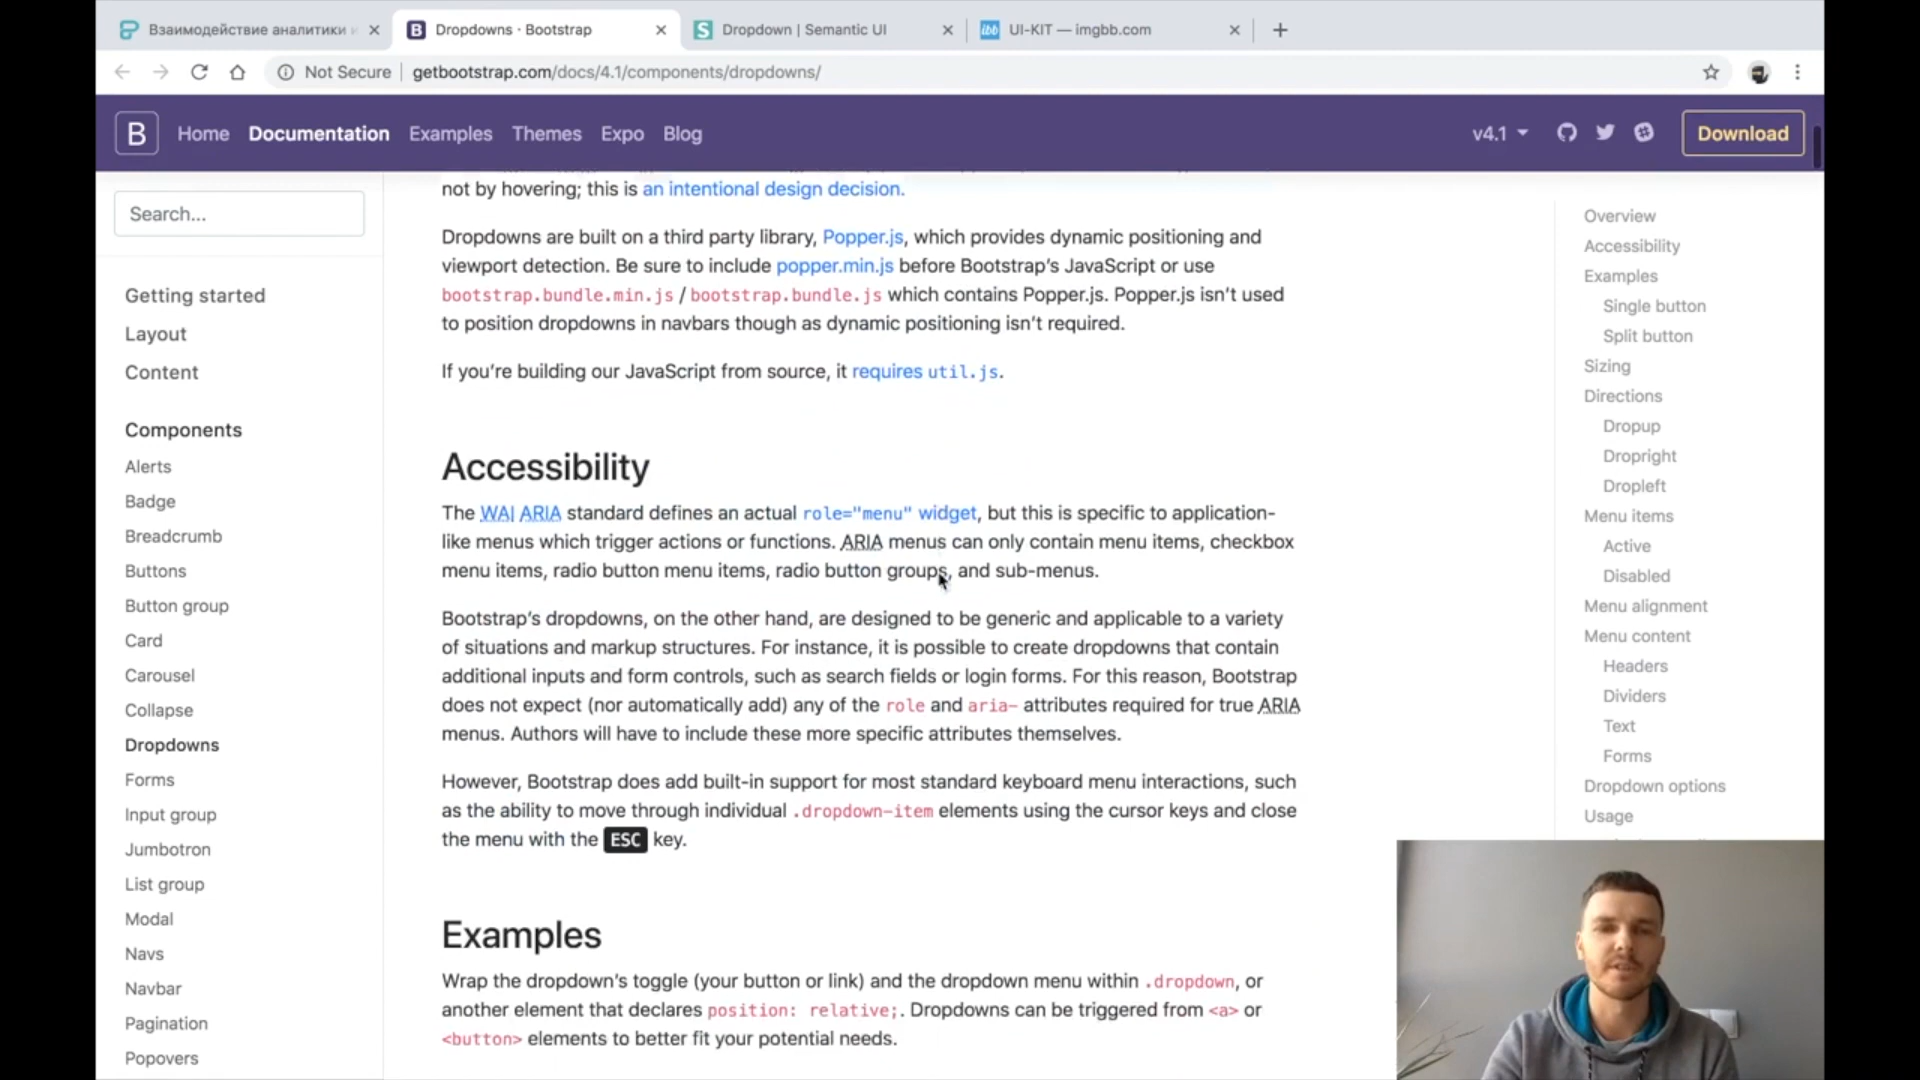 Взаимодействие аналитики и
Dropdowns · Bootstrap
Dropdown | Semantic UI
UI-KIT — imgbb.com
Not Secure
getbootstrap.com/docs/4.1/components/dropdowns/
B Home Documentation Examples Themes Expo Blog v4.1 Download
Search...
Getting started
Layout
Content
Components
Alerts
Badge
Breadcrumb
Buttons
Button group
Card
Carousel
Collapse
Dropdowns
Forms
Input group
Jumbotron
List group
Modal
Navs
Navbar
Pagination
Popovers
not by hovering; this is an intentional design decision.
Dropdowns are built on a third party library, Popper.js, which provides dynamic positioning and
viewport detection. Be sure to include popper.min.js before Bootstrap’s JavaScript or use
bootstrap.bundle.min.js / bootstrap.bundle.js which contains Popper.js. Popper.js isn’t used
to position dropdowns in navbars though as dynamic positioning isn’t required.
If you’re building our JavaScript from source, it requires util.js.
Accessibility
The WAI ARIA standard defines an actual role="menu" widget, but this is specific to application-
like menus which trigger actions or functions. ARIA menus can only contain menu items, checkbox
menu items, radio button menu items, radio button groups, and sub-menus.
Bootstrap’s dropdowns, on the other hand, are designed to be generic and applicable to a variety
of situations and markup structures. For instance, it is possible to create dropdowns that contain
additional inputs and form controls, such as search fields or login forms. For this reason, Bootstrap
does not expect (nor automatically add) any of the role and aria- attributes required for true ARIA
menus. Authors will have to include these more specific attributes themselves.
However, Bootstrap does add built-in support for most standard keyboard menu interactions, such
as the ability to move through individual .dropdown-item elements using the cursor keys and close
the menu with the ESC key.
Examples
Wrap the dropdown’s toggle (your button or link) and the dropdown menu within .dropdown, or
another element that declares position: relative;. Dropdowns can be triggered from <a> or
<button> elements to better fit your potential needs.
Overview
Accessibility
Examples
Single button
Split button
Sizing
Directions
Dropup
Dropright
Dropleft
Menu items
Active
Disabled
Menu alignment
Menu content
Headers
Dividers
Text
Forms
Dropdown options
Usage